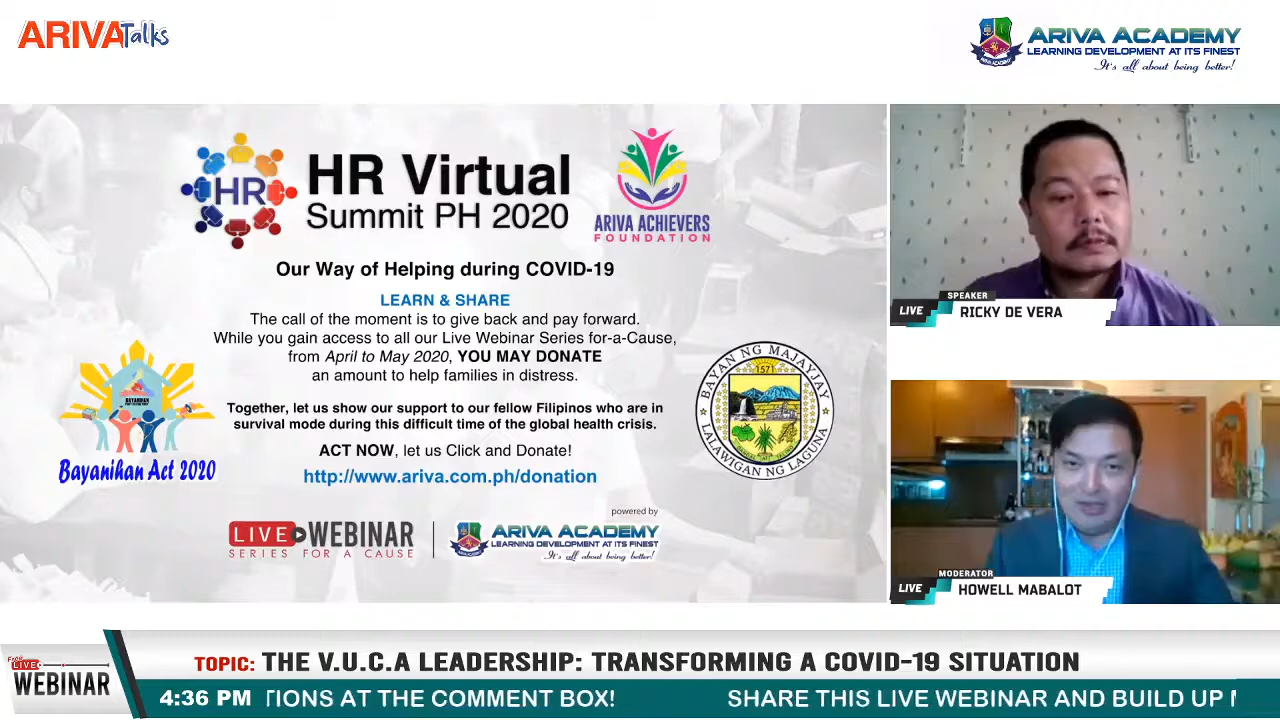 ARIVATalks
ARIVA ACADEMY
LEARNING DEVELOPMENT AT ITS FINEST
It's all about being better!
HR
HR Virtual
Summit PH 2020
ARIVA ACHIEVERS
FOUNDATION
Our Way of Helping during COVID-19
LEARN & SHARE
The call of the moment is to give back and pay forward.
While you gain access to all our Live Webinar Series for-a-Cause,
from April to May 2020, YOU MAY DONATE
an amount to help families in distress.
Together, let us show our support to our fellow Filipinos who are in
survival mode during this difficult time of the global health crisis.
ACT NOW, let us Click and Donate!
http://www.ariva.com.ph/donation
BAYANIHAN
Bayanihan Act 2020
BAYAN NG MAJAYJAY
1571
LALAWIGAN NG LAGUNA
LIVE WEBINAR
SERIES FOR A CAUSE
powered by
ARIVA ACADEMY
LEARNING DEVELOPMENT AT ITS FINEST
It's all about being better!
SPEAKER
LIVE RICKY DE VERA
MODERATOR
LIVE HOWELL MABALOT
Free
LIVE
WEBINAR
TOPIC: THE V.U.C.A LEADERSHIP: TRANSFORMING A COVID-19 SITUATION
4:36 PM TIONS AT THE COMMENT BOX! SHARE THIS LIVE WEBINAR AND BUILD UP